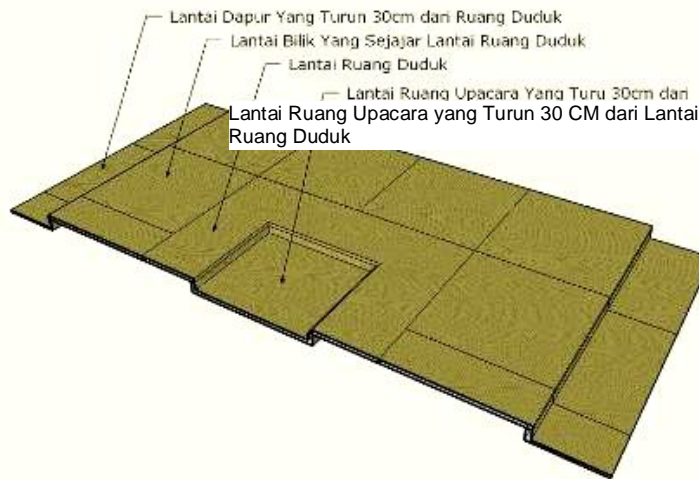 Lantai Dapur Yang Turun 30cm dari Ruang Duduk
Lantai Bilik Yang Sejajar Lantai Ruang Duduk
Lantai Ruang Duduk
Lantai Ruang Upacara Yang Turu 30cm dari
Lantai Ruang Upacara yang Turun 30 CM dari Lantai
Ruang Duduk